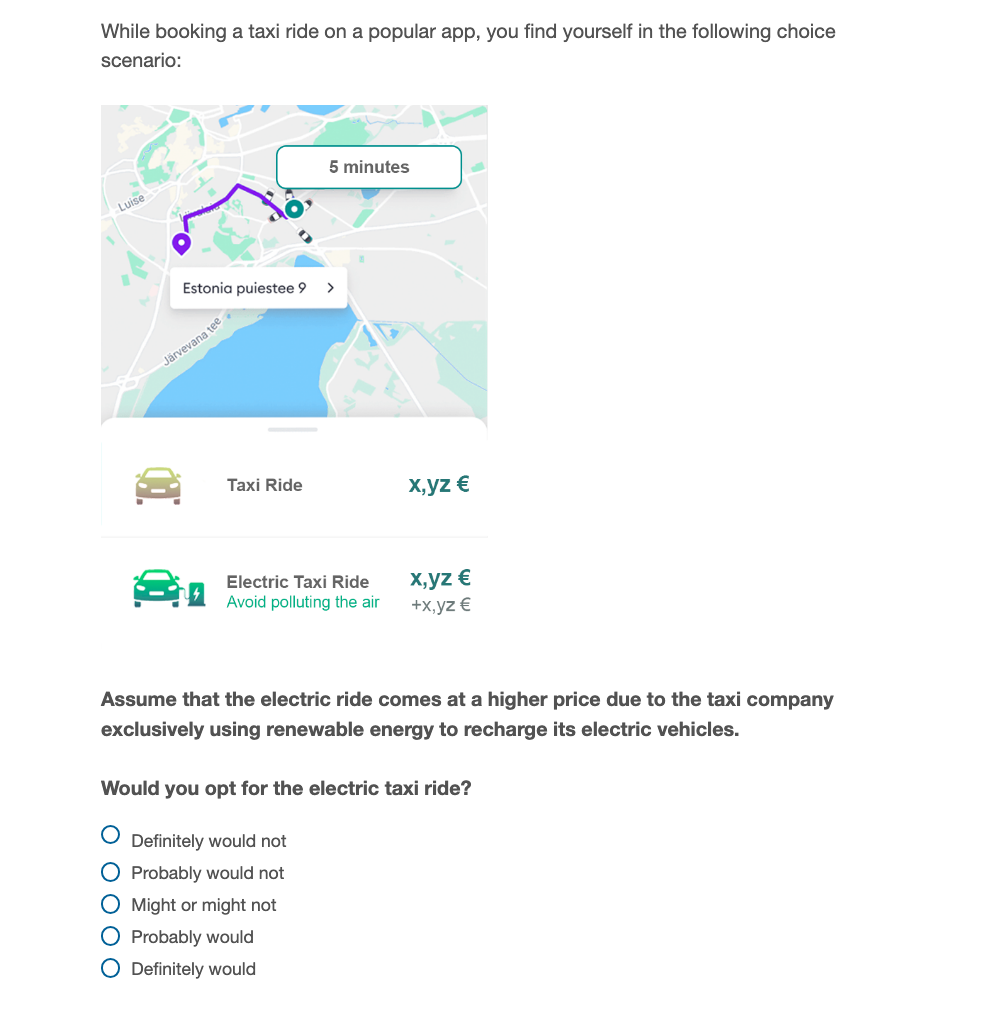 While booking a taxi ride on a popular app, you find yourself in the following choice
scenario:
5 minutes
Luise
Estonia puiestee 9
Järvevana tee
Taxi Ride
x,yz €
Electric Taxi Ride
x,yz €
Avoid polluting the air
+x,yz €
Assume that the electric ride comes at a higher price due to the taxi company
exclusively using renewable energy to recharge its electric vehicles.
Would you opt for the electric taxi ride?
Definitely would not
Probably would not
Might or might not
Probably would
Definitely would